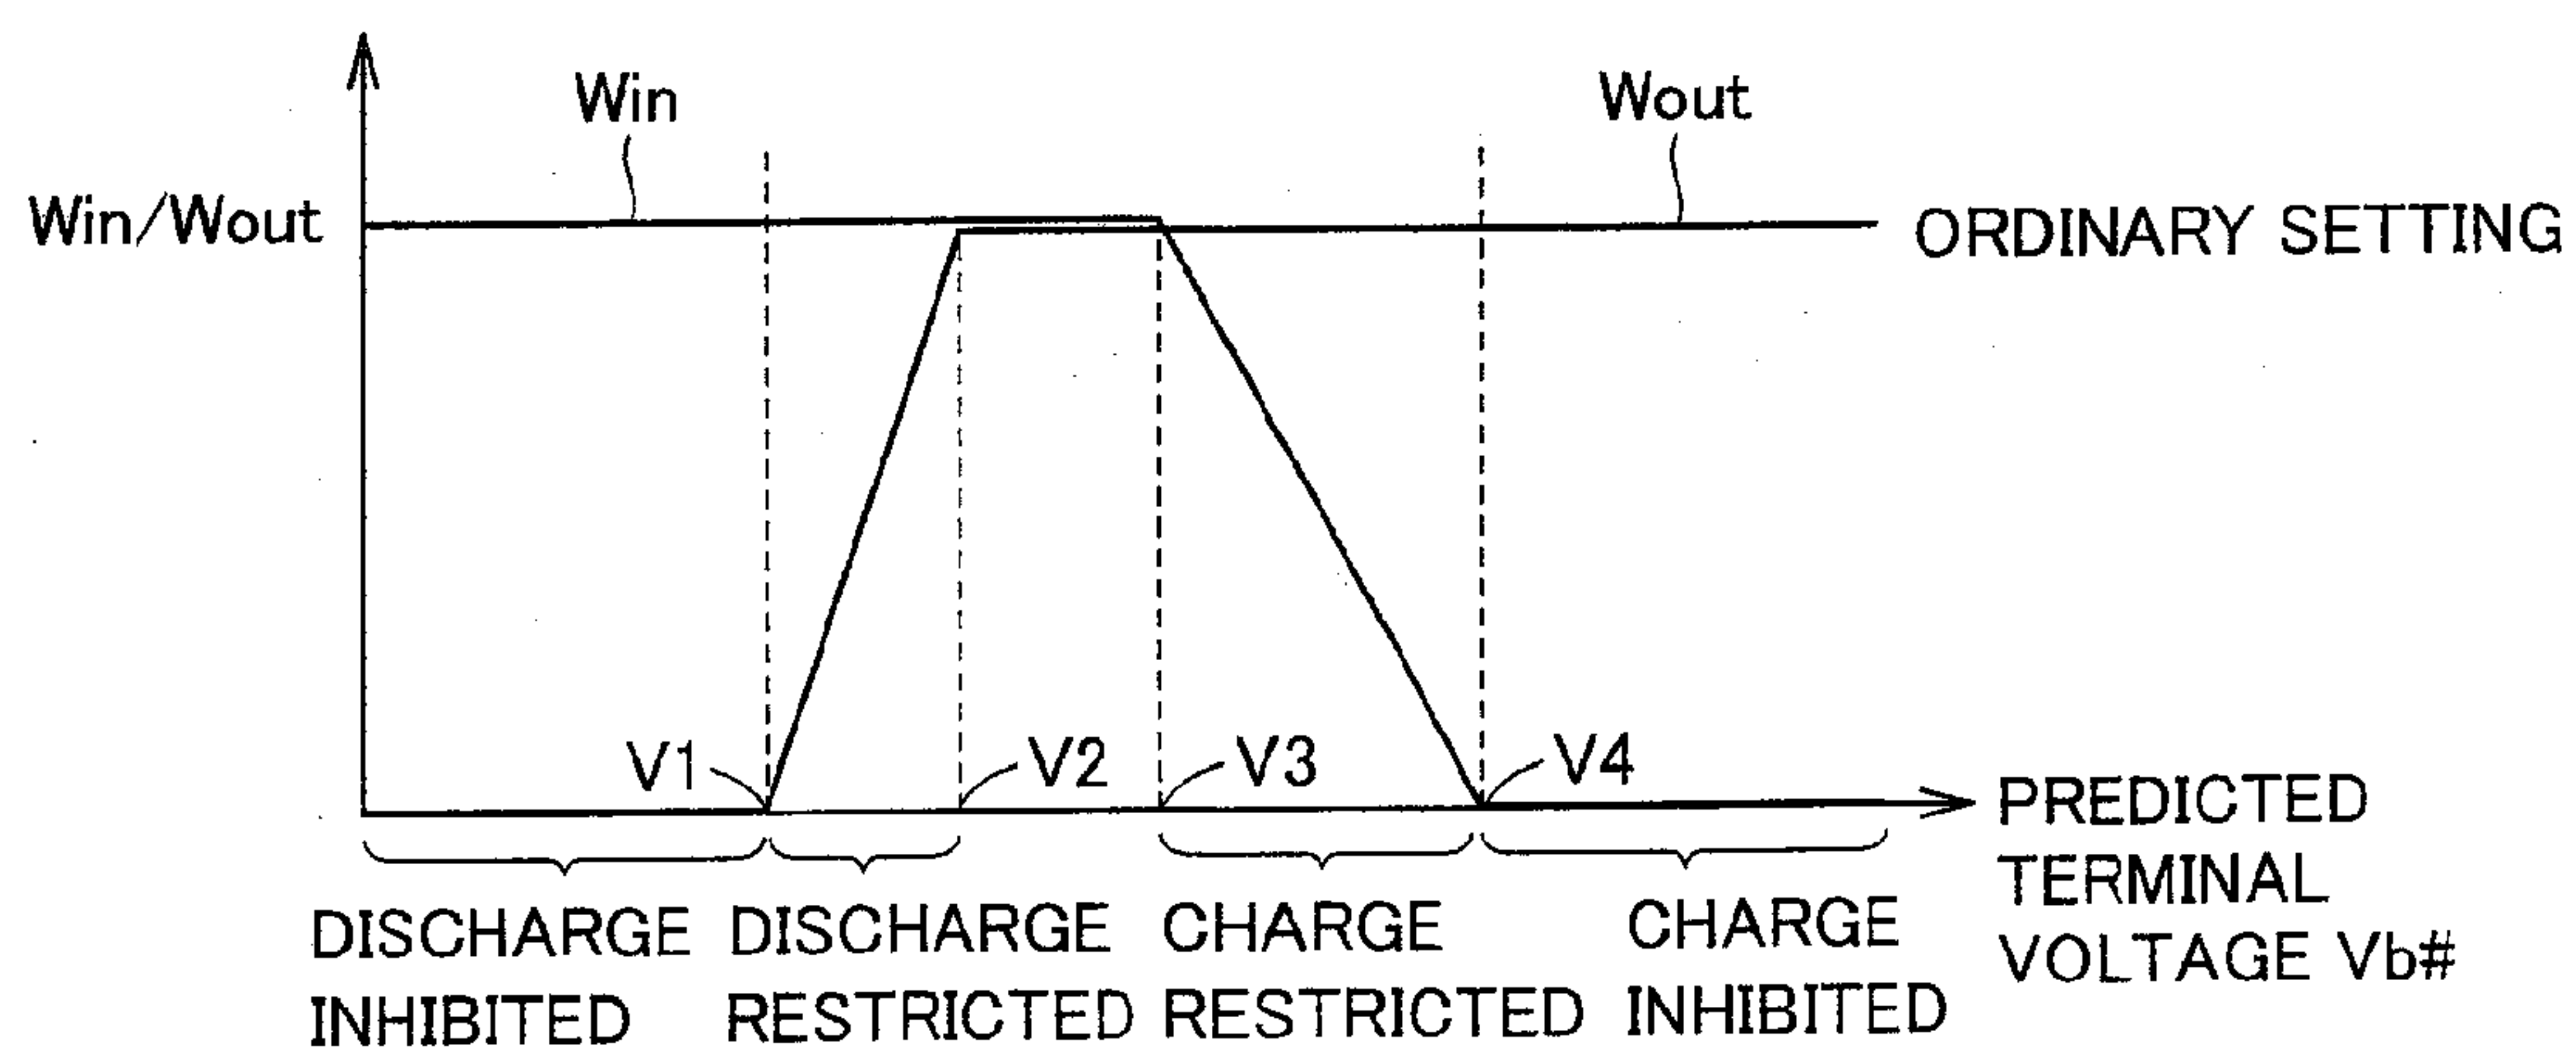 Win
Wout
Win/Wout
ORDINARY SETTING
V1
V2
V3
V4
PREDICTED
TERMINAL
VOLTAGE Vb#
DISCHARGE
INHIBITED
DISCHARGE
RESTRICTED
CHARGE
RESTRICTED
CHARGE
INHIBITED